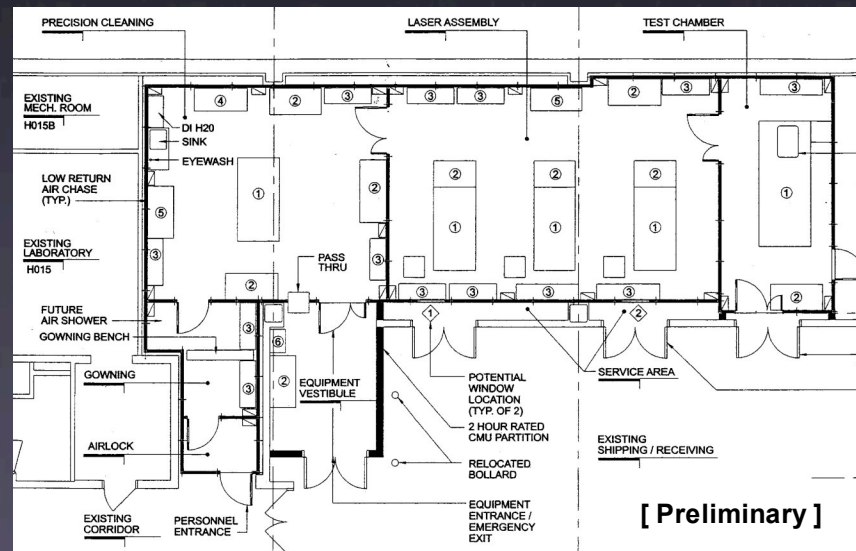 PRECISION CLEANING
LASER ASSEMBLY
TEST CHAMBER
EXISTING
MECH. ROOM
H015B
DI H20
SINK
EYEWASH
LOW RETURN
AIR CHASE
(TYP.)
EXISTING
LABORATORY
H015
PASS
THRU
FUTURE
AIR SHOWER
GOWNING BENCH
GOWNING
AIRLOCK
EXISTING
CORRIDOR
PERSONNEL
ENTRANCE
EQUIPMENT
VESTIBULE
POTENTIAL
WINDOW
LOCATION
(TYP. OF 2)
2 HOUR RATED
CMU PARTITION
RELOCATED
BOLLARD
EQUIPMENT
ENTRANCE /
EMERGENCY
EXIT
SERVICE AREA
EXISTING
SHIPPING / RECEIVING
[ Preliminary ]
4
2
3
3
3
5
2
3
3
1
2
5
3
2
3
2
1
2
1
2
1
1
3
3
3
3
2
1
2
3
3
6
2